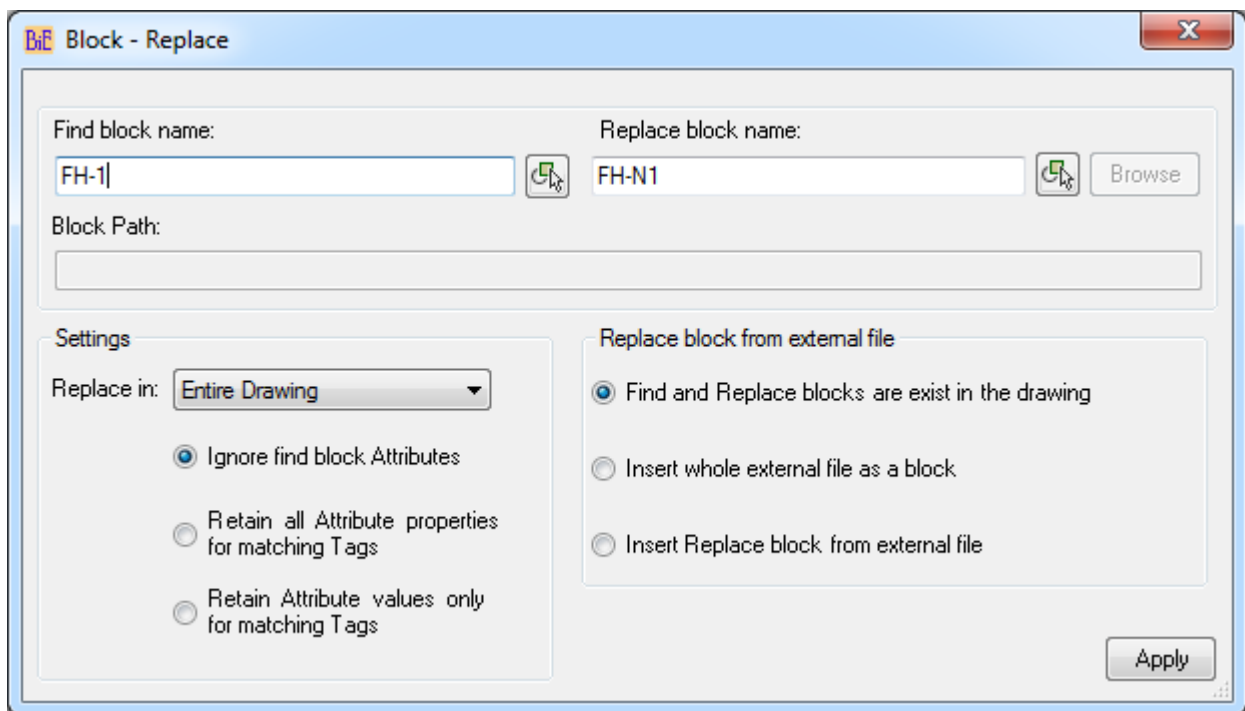 BiE Block - Replace
X
Find block name:
Replace block name:
FH-1
FH-N1
Browse
Block Path:
Settings
Replace block from external file
Replace in: Entire Drawing
Find and Replace blocks are exist in the drawing
Ignore find block Attributes
Insert whole external file as a block
Retain all Attribute properties
for matching Tags
Insert Replace block from external file
Retain Attribute values only
for matching Tags
Apply